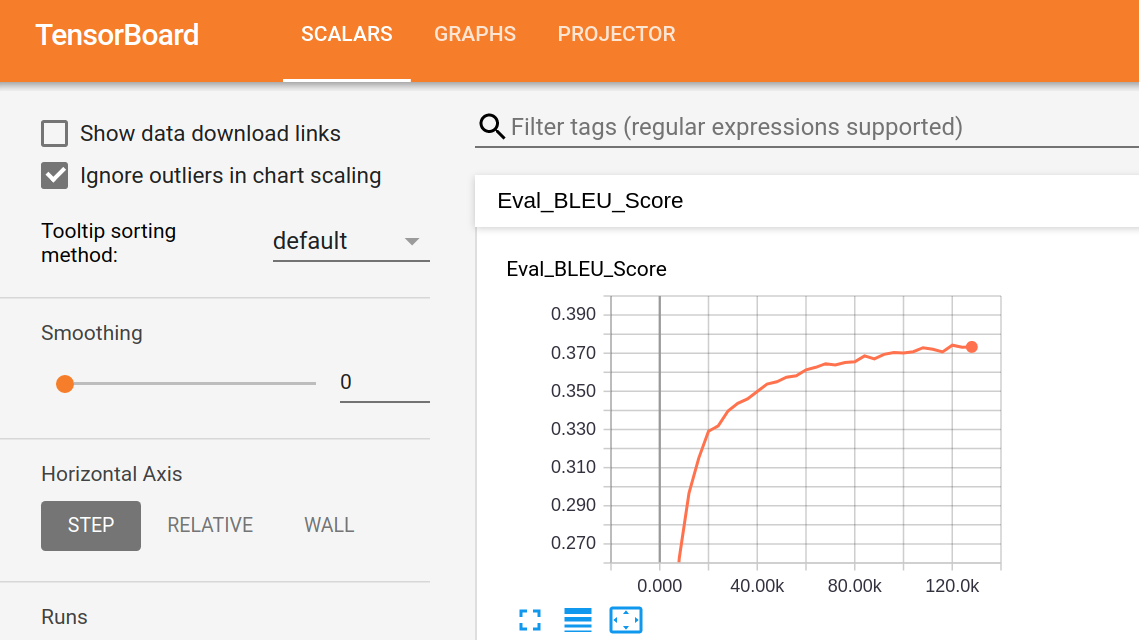 TensorBoard SCALARS GRAPHS PROJECTOR
Show data download links
Ignore outliers in chart scaling
Tooltip sorting
method:
default
Smoothing
0
Horizontal Axis
STEP RELATIVE WALL
Runs
Filter tags (regular expressions supported)
Eval_BLEU_Score
Eval_BLEU_Score
0.390
0.370
0.350
0.330
0.310
0.290
0.270
0.000 40.00k 80.00k 120.0k